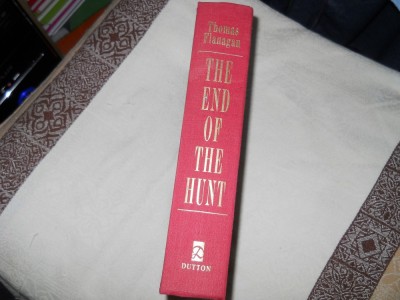 Thomas
Flanagan
THE
END
OF
THE
HUNT
DUTTON